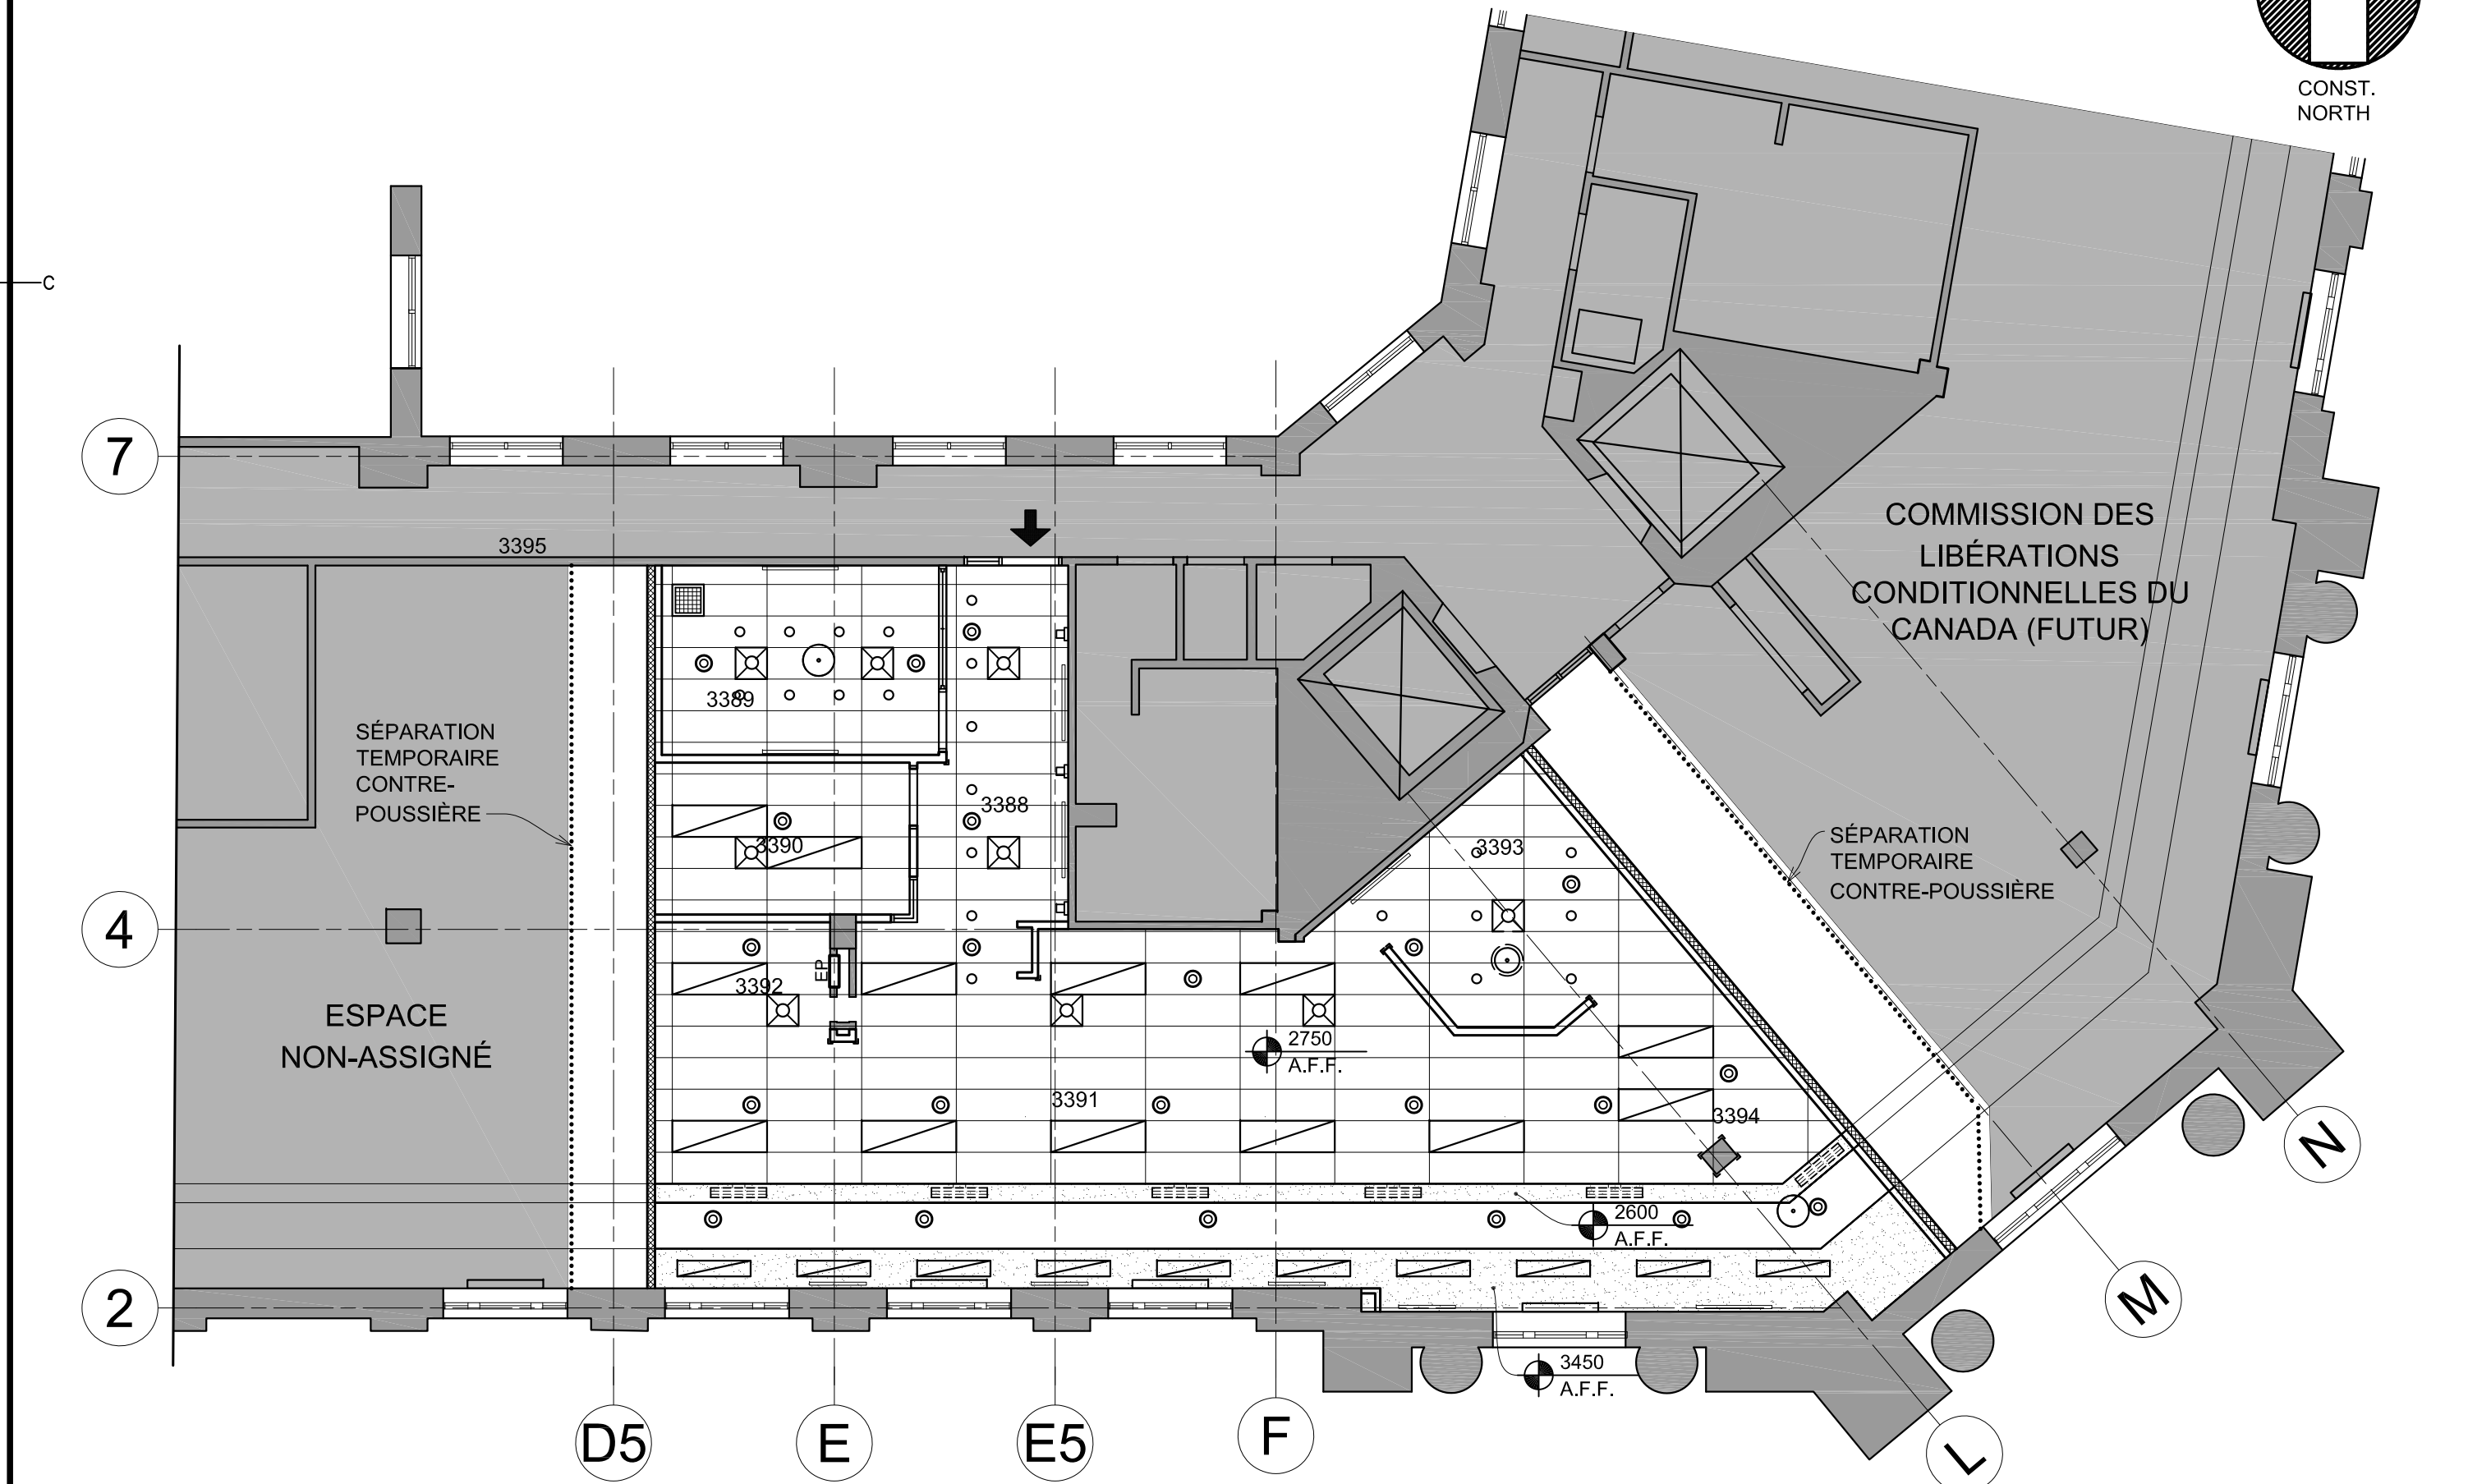 CONST.
NORTH
C
7
COMMISSION DES
LIBÉRATIONS
CONDITIONNELLES DU
CANADA (FUTUR)
3395
3389
SÉPARATION
TEMPORAIRE
CONTRE-
POUSSIÈRE
3388
3390
3393
SÉPARATION
TEMPORAIRE
CONTRE-POUSSIÈRE
4
EP
3392
ESPACE
NON-ASSIGNÉ
2750
A.F.F.
3391
3394
N
2600
A.F.F.
M
2
3450
A.F.F.
D5
E
E5
F
L